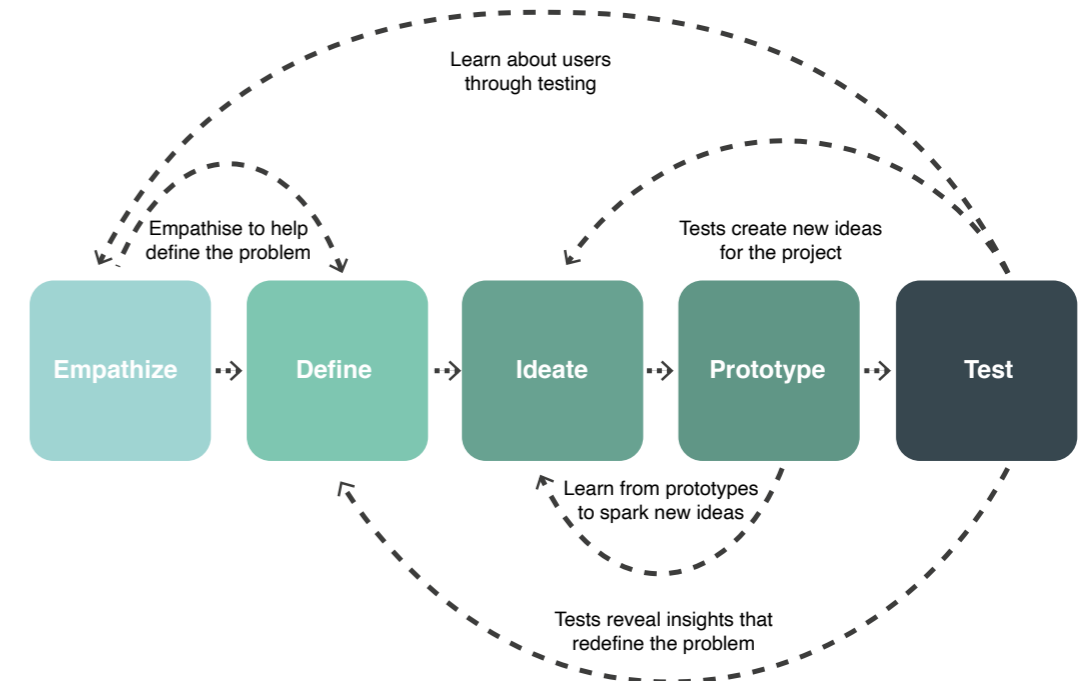 Learn about users
through testing
Empathise to help
define the problem
Tests create new ideas
for the project
Empathize
Define
Ideate
Prototype
Test
Learn from prototypes
to spark new ideas
Tests reveal insights that
redefine the problem